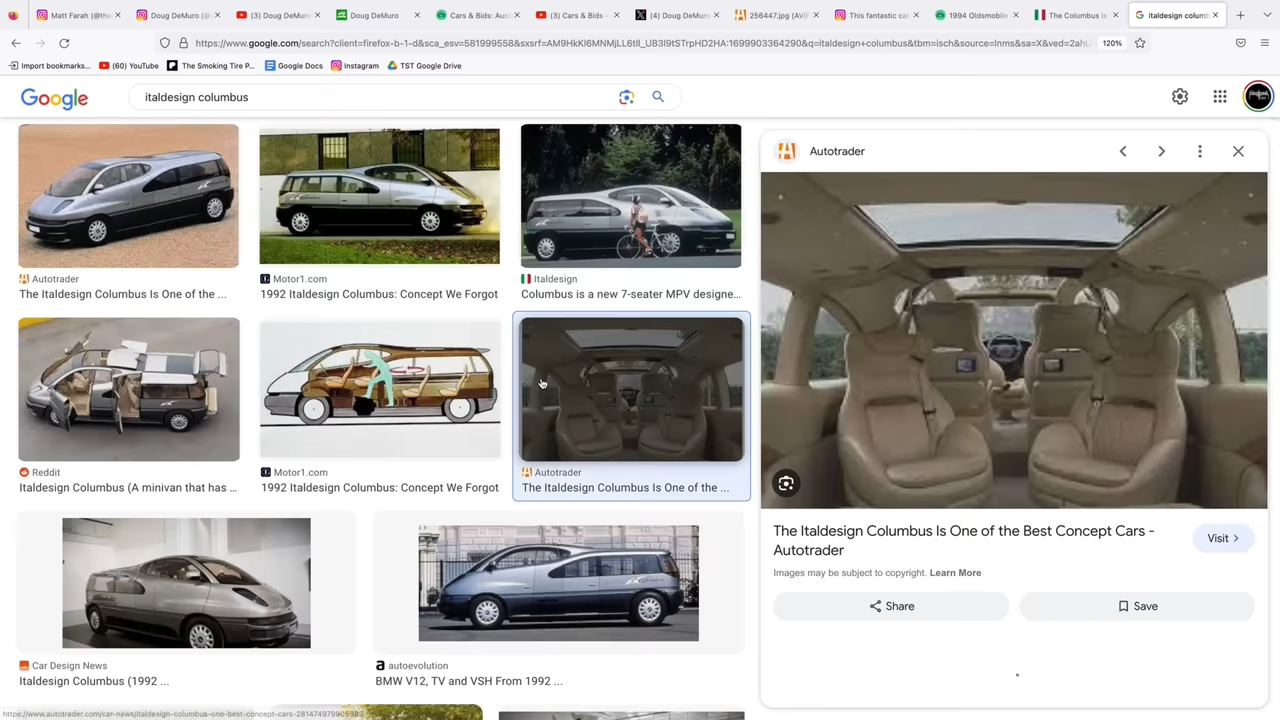 Matt Farah (@the
Doug DeMuro (@
(3) Doug DeMur
Doug DeMuro
Cars & Bids: Auc
(3) Cars & Bids -
(4) Doug DeMuro
256447.jpg (AVIF
This fantastic car
1994 Oldsmobile
The Columbus is
italdesign columb
https://www.google.com/search?client=firefox-b-1-d&sca_esv=581999558&sxsrf=AM9HkKl6MNMjLL6tIl_UB3l9tSTrpHD2HA:1699903364290&q=italdesign+columbus&tbm=isch&source=lnms&sa=X&ved=2ahU
120%
Import bookmarks...
(60) YouTube
The Smoking Tire P...
Google Docs
Instagram
TST Google Drive
Google
italdesign columbus
Autotrader
The Italdesign Columbus Is One of the ...
Motor1.com
1992 Italdesign Columbus: Concept We Forgot
Italdesign
Columbus is a new 7-seater MPV designe...
Reddit
Italdesign Columbus (A minivan that has ...
Motor1.com
1992 Italdesign Columbus: Concept We Forgot
Autotrader
The Italdesign Columbus Is One of the ...
Car Design News
Italdesign Columbus (1992 ...
autoevolution
BMW V12, TV and VSH From 1992 ...
Autotrader
The Italdesign Columbus Is One of the Best Concept Cars -
Autotrader
Visit
Images may be subject to copyright. Learn More
Share
Save
https://www.autotrader.com/car-news/italdesign-columbus-one-best-concept-cars-281474979905983